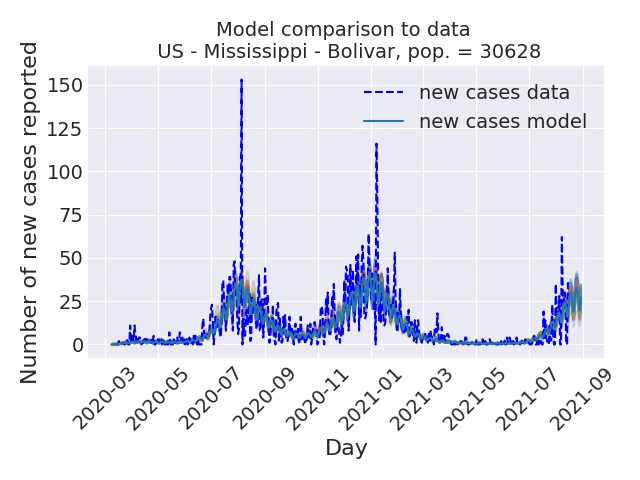 Model comparison to data
US - Mississippi - Bolivar, pop. = 30628
Number of new cases reported
150
125
100
75
50
25
0
new cases data
new cases model
2020-03
2020-05
2020-07
2020-09
2020-11
2021-01
2021-03
2021-05
2021-07
2021-09
Day